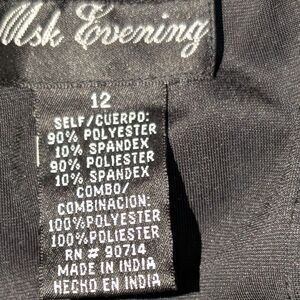 Msk Evening
12
SELF/CUERPO:
90% POLYESTER
10% SPANDEX
90% POLIESTER
10% SPANDEX
COMBO/
COMBINACION:
100% POLYESTER
100% POLIESTER
RN # 90714
MADE IN INDIA
HECHO EN INDIA